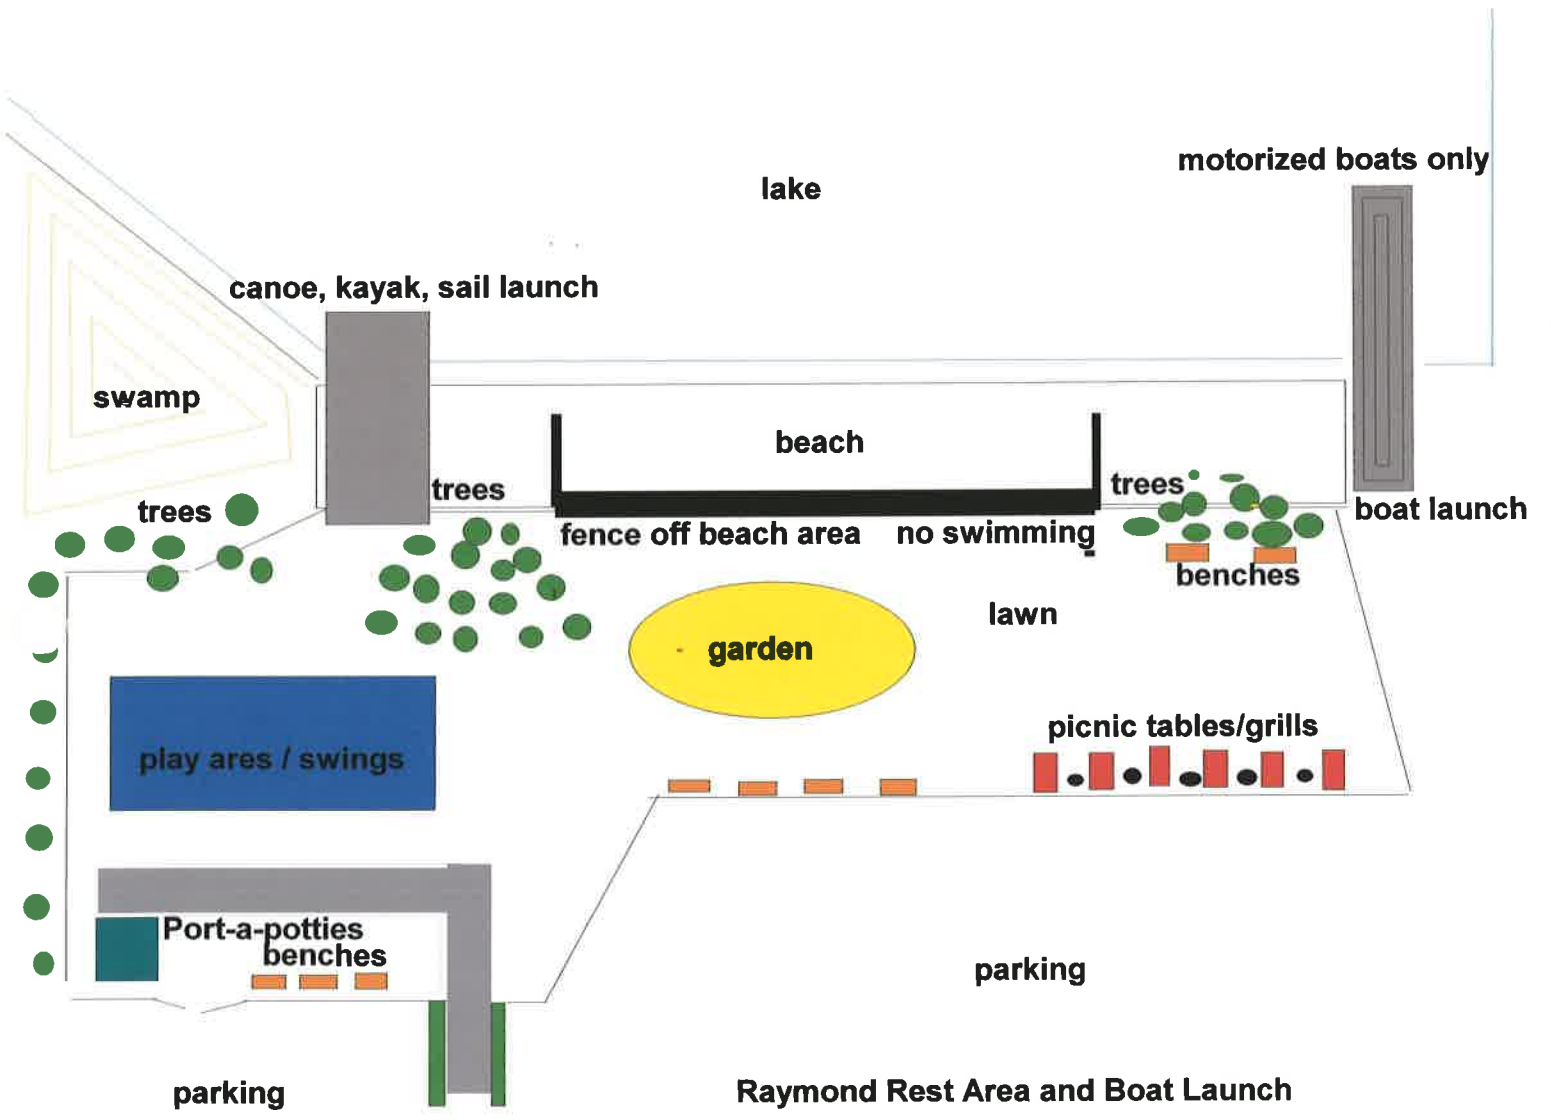 motorized boats only
lake
canoe, kayak, sail launch
swamp
beach
trees
trees
trees
boat launch
fence off beach area no swimming
benches
lawn
garden
picnic tables/grills
play ares / swings
Port-a-potties
benches
parking
parking
Raymond Rest Area and Boat Launch